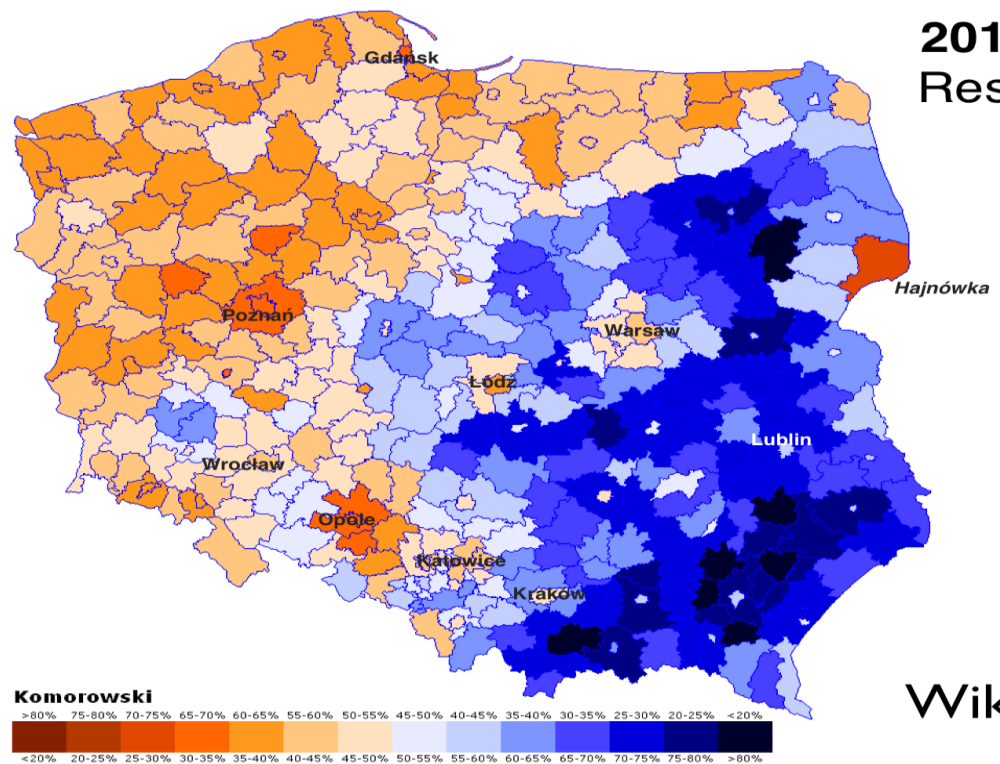 201
Res
Gdańsk
Hajnówka
Poznań
Warsaw
Łódź
Lublin
Wrocław
Opole
Katowice
Kraków
Wik
Komorowski
>80% 75-80% 70-75% 65-70% 60-65% 55-60% 50-55% 45-50% 40-45% 35-40% 30-35% 25-30% 20-25% <20%
<20% 20-25% 25-30% 30-35% 35-40% 40-45% 45-50% 50-55% 55-60% 60-65% 65-70% 70-75% 75-80% >80%